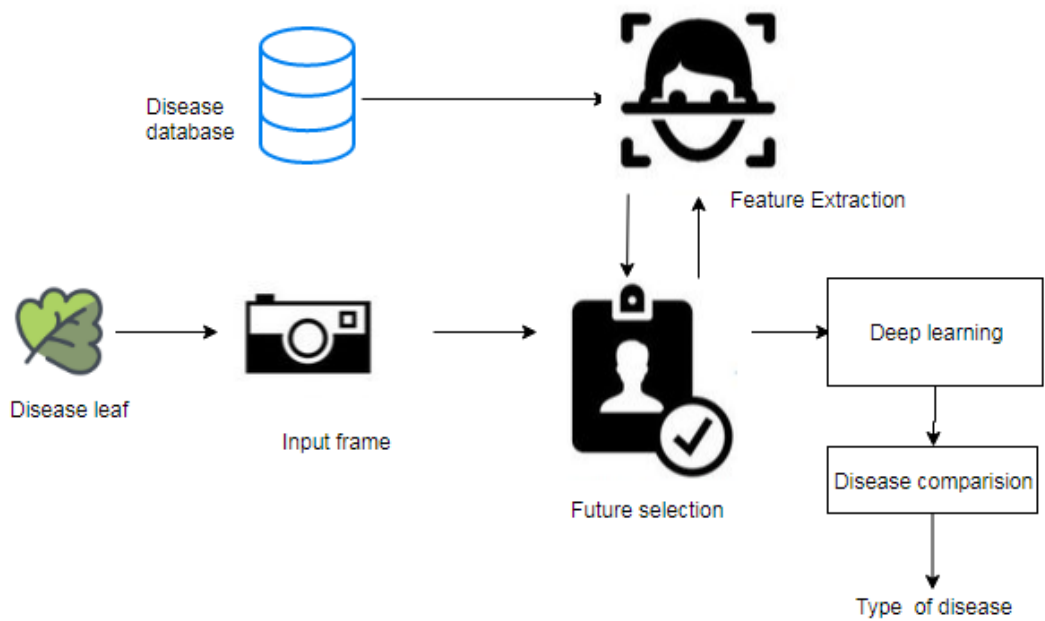 Disease
database
Feature Extraction
Disease leaf
Input frame
Future selection
Deep learning
Disease comparision
Type of disease